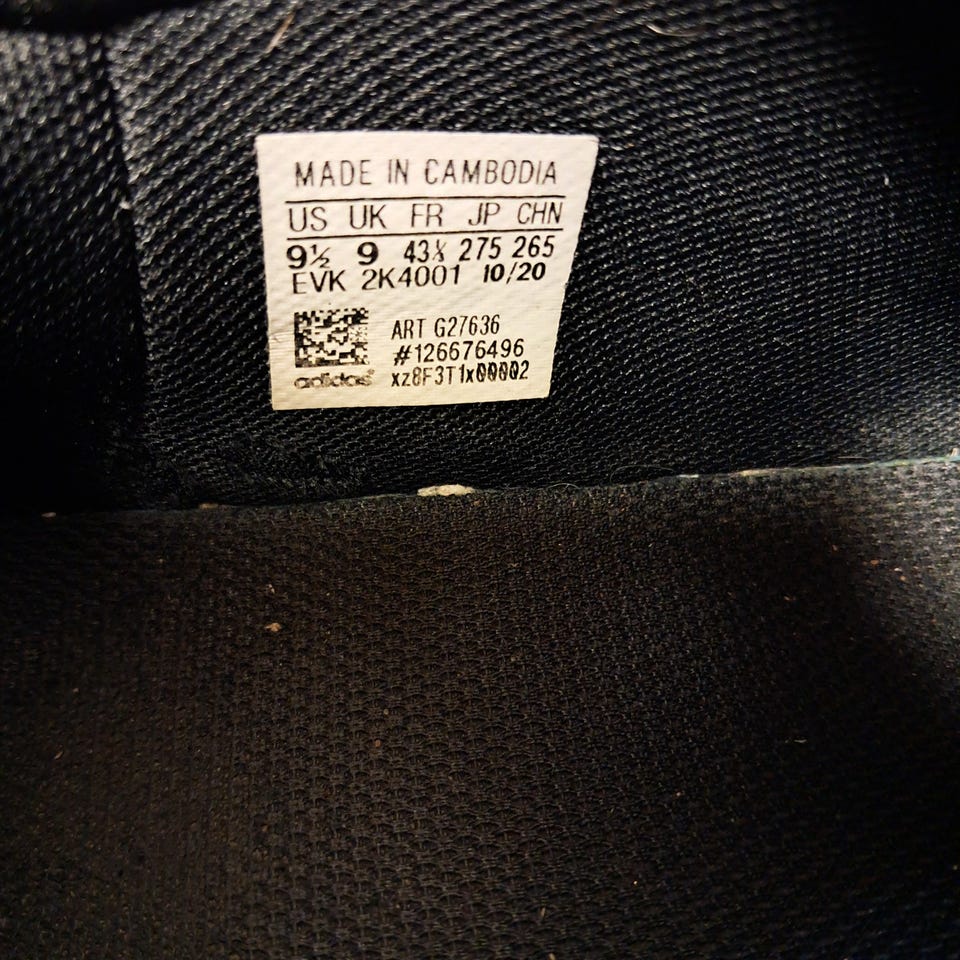 MADE IN CAMBODIA
US UK FR JP CHN
9½ 9 43⅓ 275 265
EVK 2K4001 10/20
ART G27636
#126676496
adidas xz8F3T1x00002